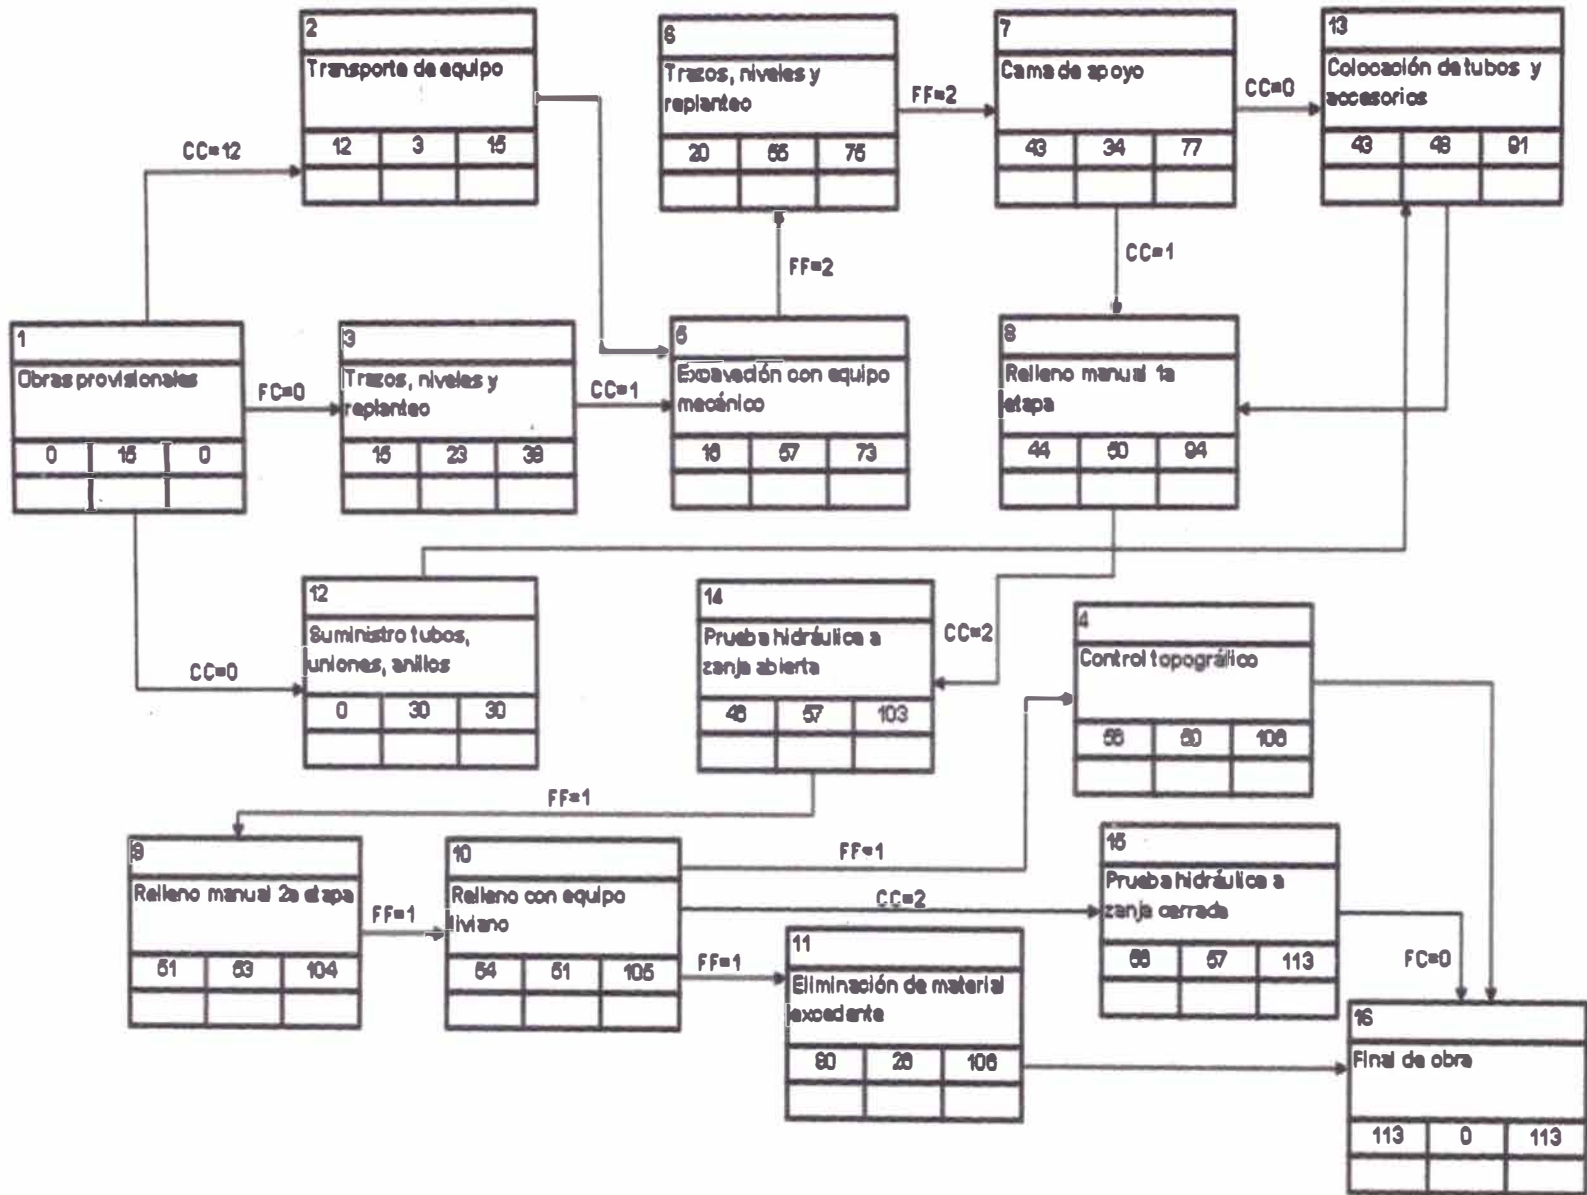 2
Transporte de equipo
12 3 15
6
Trazos, niveles y
replanteo
20 55 75
FF=2
7
Cama de apoyo
43 34 77
CC=0
13
Colocación de tubos y
accesorios
43 48 91
CC=12
FF=2
CC=1
1
Obras provisionales
0 15 0
FC=0
3
Trazos, niveles y
replanteo
15 23 38
CC=1
5
Excavación con equipo
mecánico
16 57 73
8
Relleno manual 1a
etapa
44 50 94
CC=0
12
Suministro tubos,
uniones, anillos
0 30 30
14
Prueba hidráulica a
zanja abierta
46 57 103
CC=2
4
Control topográfico
56 50 106
FF=1
9
Relleno manual 2a etapa
51 53 104
FF=1
10
Relleno con equipo
liviano
54 51 105
FF=1
CC=2
FF=1
15
Prueba hidráulica a
zanja cerrada
56 57 113
FC=0
11
Eliminación de material
excedente
80 26 106
16
Final de obra
113 0 113